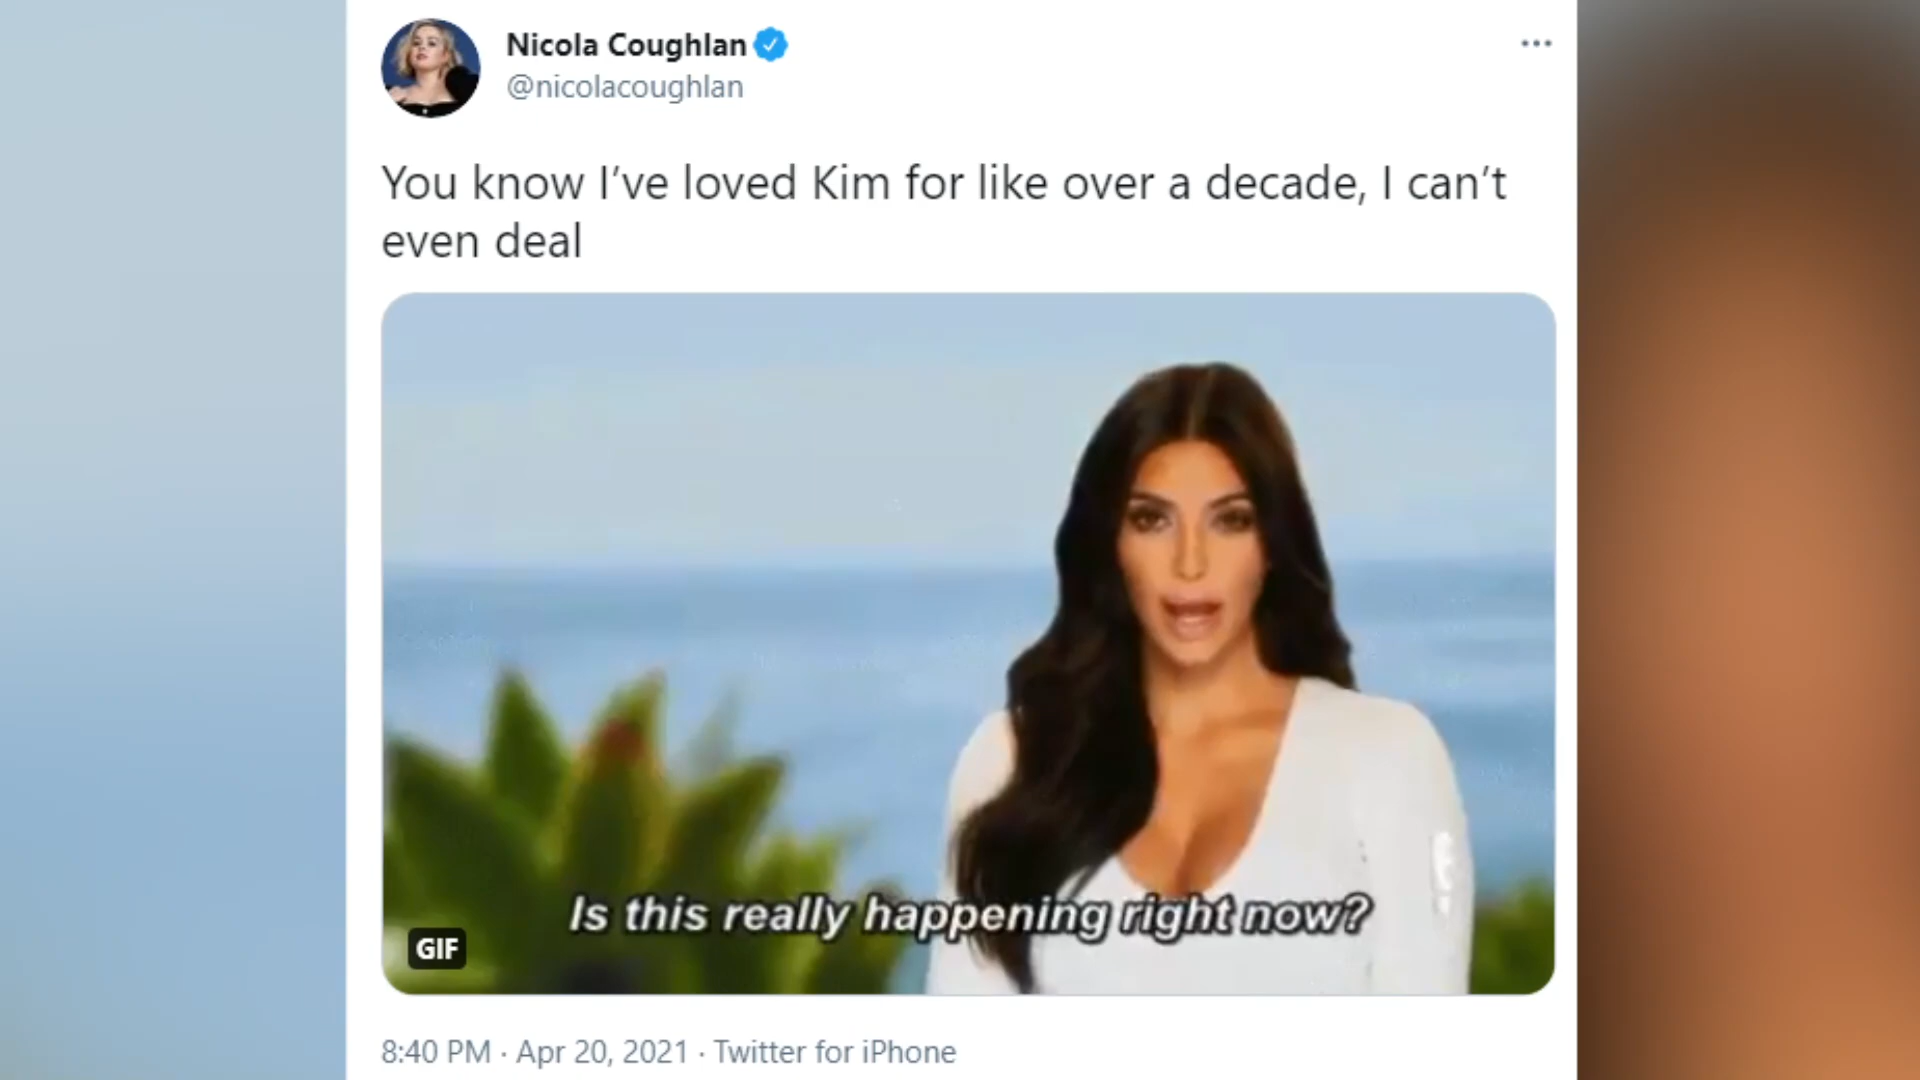 Nicola Coughlan
@nicolacoughlan
You know I’ve loved Kim for like over a decade, I can’t
even deal
Is this really happening right now?
GIF
8:40 PM · Apr 20, 2021 · Twitter for iPhone